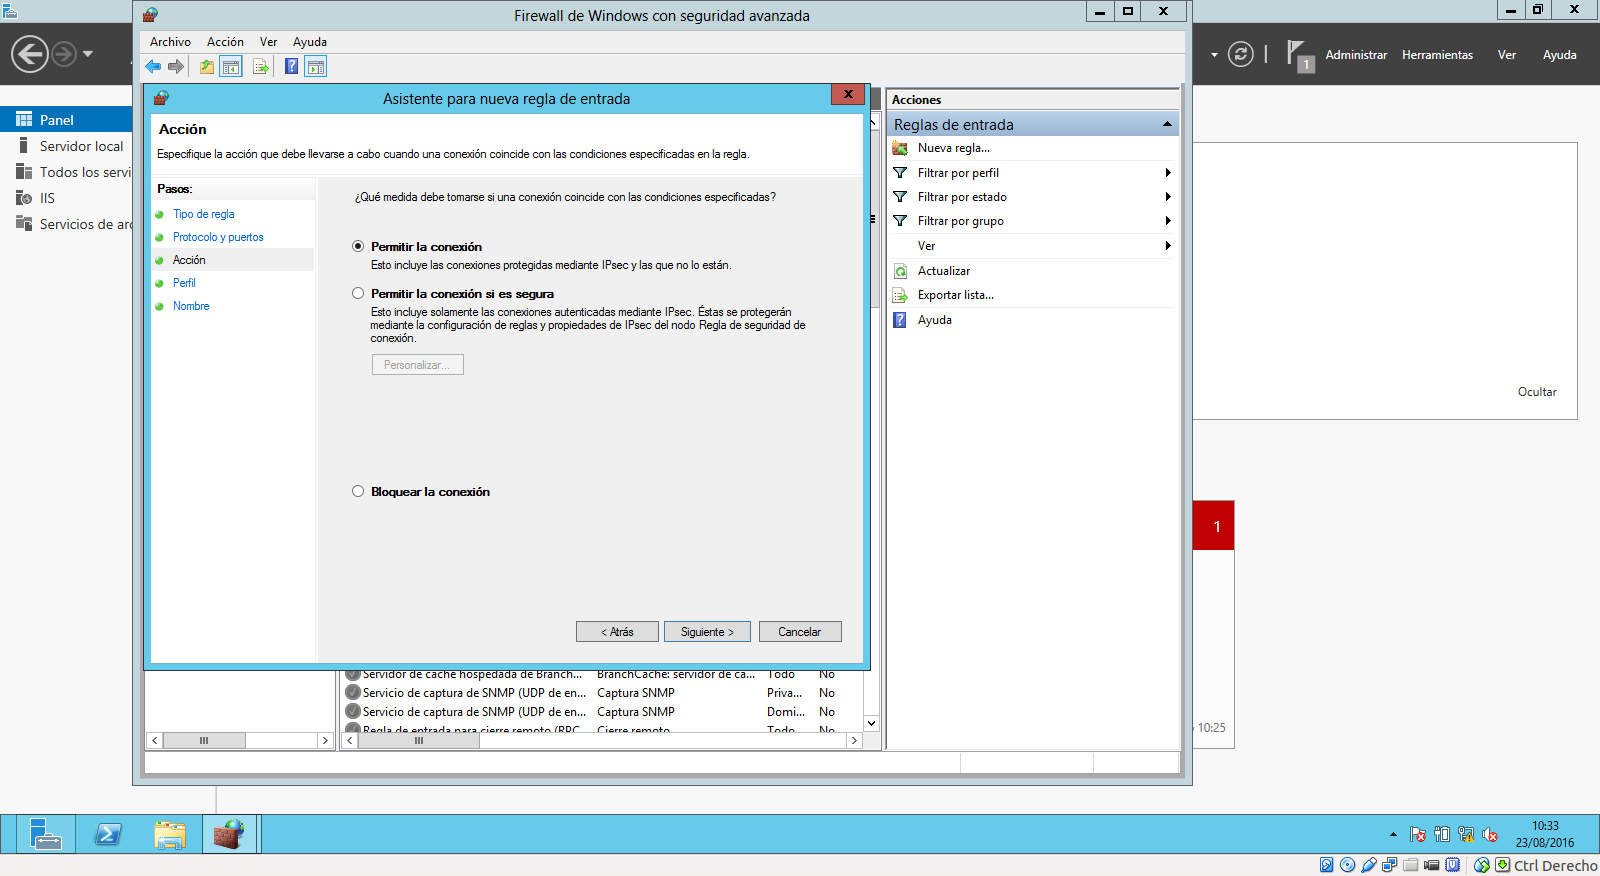 Firewall de Windows con seguridad avanzada
Archivo Acción Ver Ayuda
1
Administrar Herramientas Ver Ayuda
Panel
Servidor local
Todos los servi
IIS
Servicios de
Asistente para nueva regla de entrada
Acción
Especifique la acción que debe llevarse a cabo cuando una conexión coincide con las condiciones especificadas en la regla.
Pasos:
Tipo de regla
Protocolo y puertos
Acción
Perfil
Nombre
¿Qué medida debe tomarse si una conexión coincide con las condiciones especificadas?
Permitir la conexión
Esto incluye las conexiones protegidas mediante IPsec y las que no lo están.
Permitir la conexión si es segura
Esto incluye solamente las conexiones autenticadas mediante IPsec. Éstas se protegerán
mediante la configuración de reglas y propiedades de IPsec del nodo Regla de seguridad de
conexión.
Personalizar...
Bloquear la conexión
< Atrás Siguiente > Cancelar
Servidor de caché hospedada de Branch... BranchCache: servidor de ca... Todo No
Servicio de captura de SNMP (UDP de en... Captura SNMP Priva... No
Servicio de captura de SNMP (UDP de en... Captura SNMP Domi... No
Regla de entrada para cierre remoto (RPC Cierre remoto Todo No
Acciones
Reglas de entrada
Nueva regla...
Filtrar por perfil
Filtrar por estado
Filtrar por grupo
Ver
Actualizar
Exportar lista...
Ayuda
Ocultar
1
10:25
10:33
23/08/2016
Ctrl Derecho